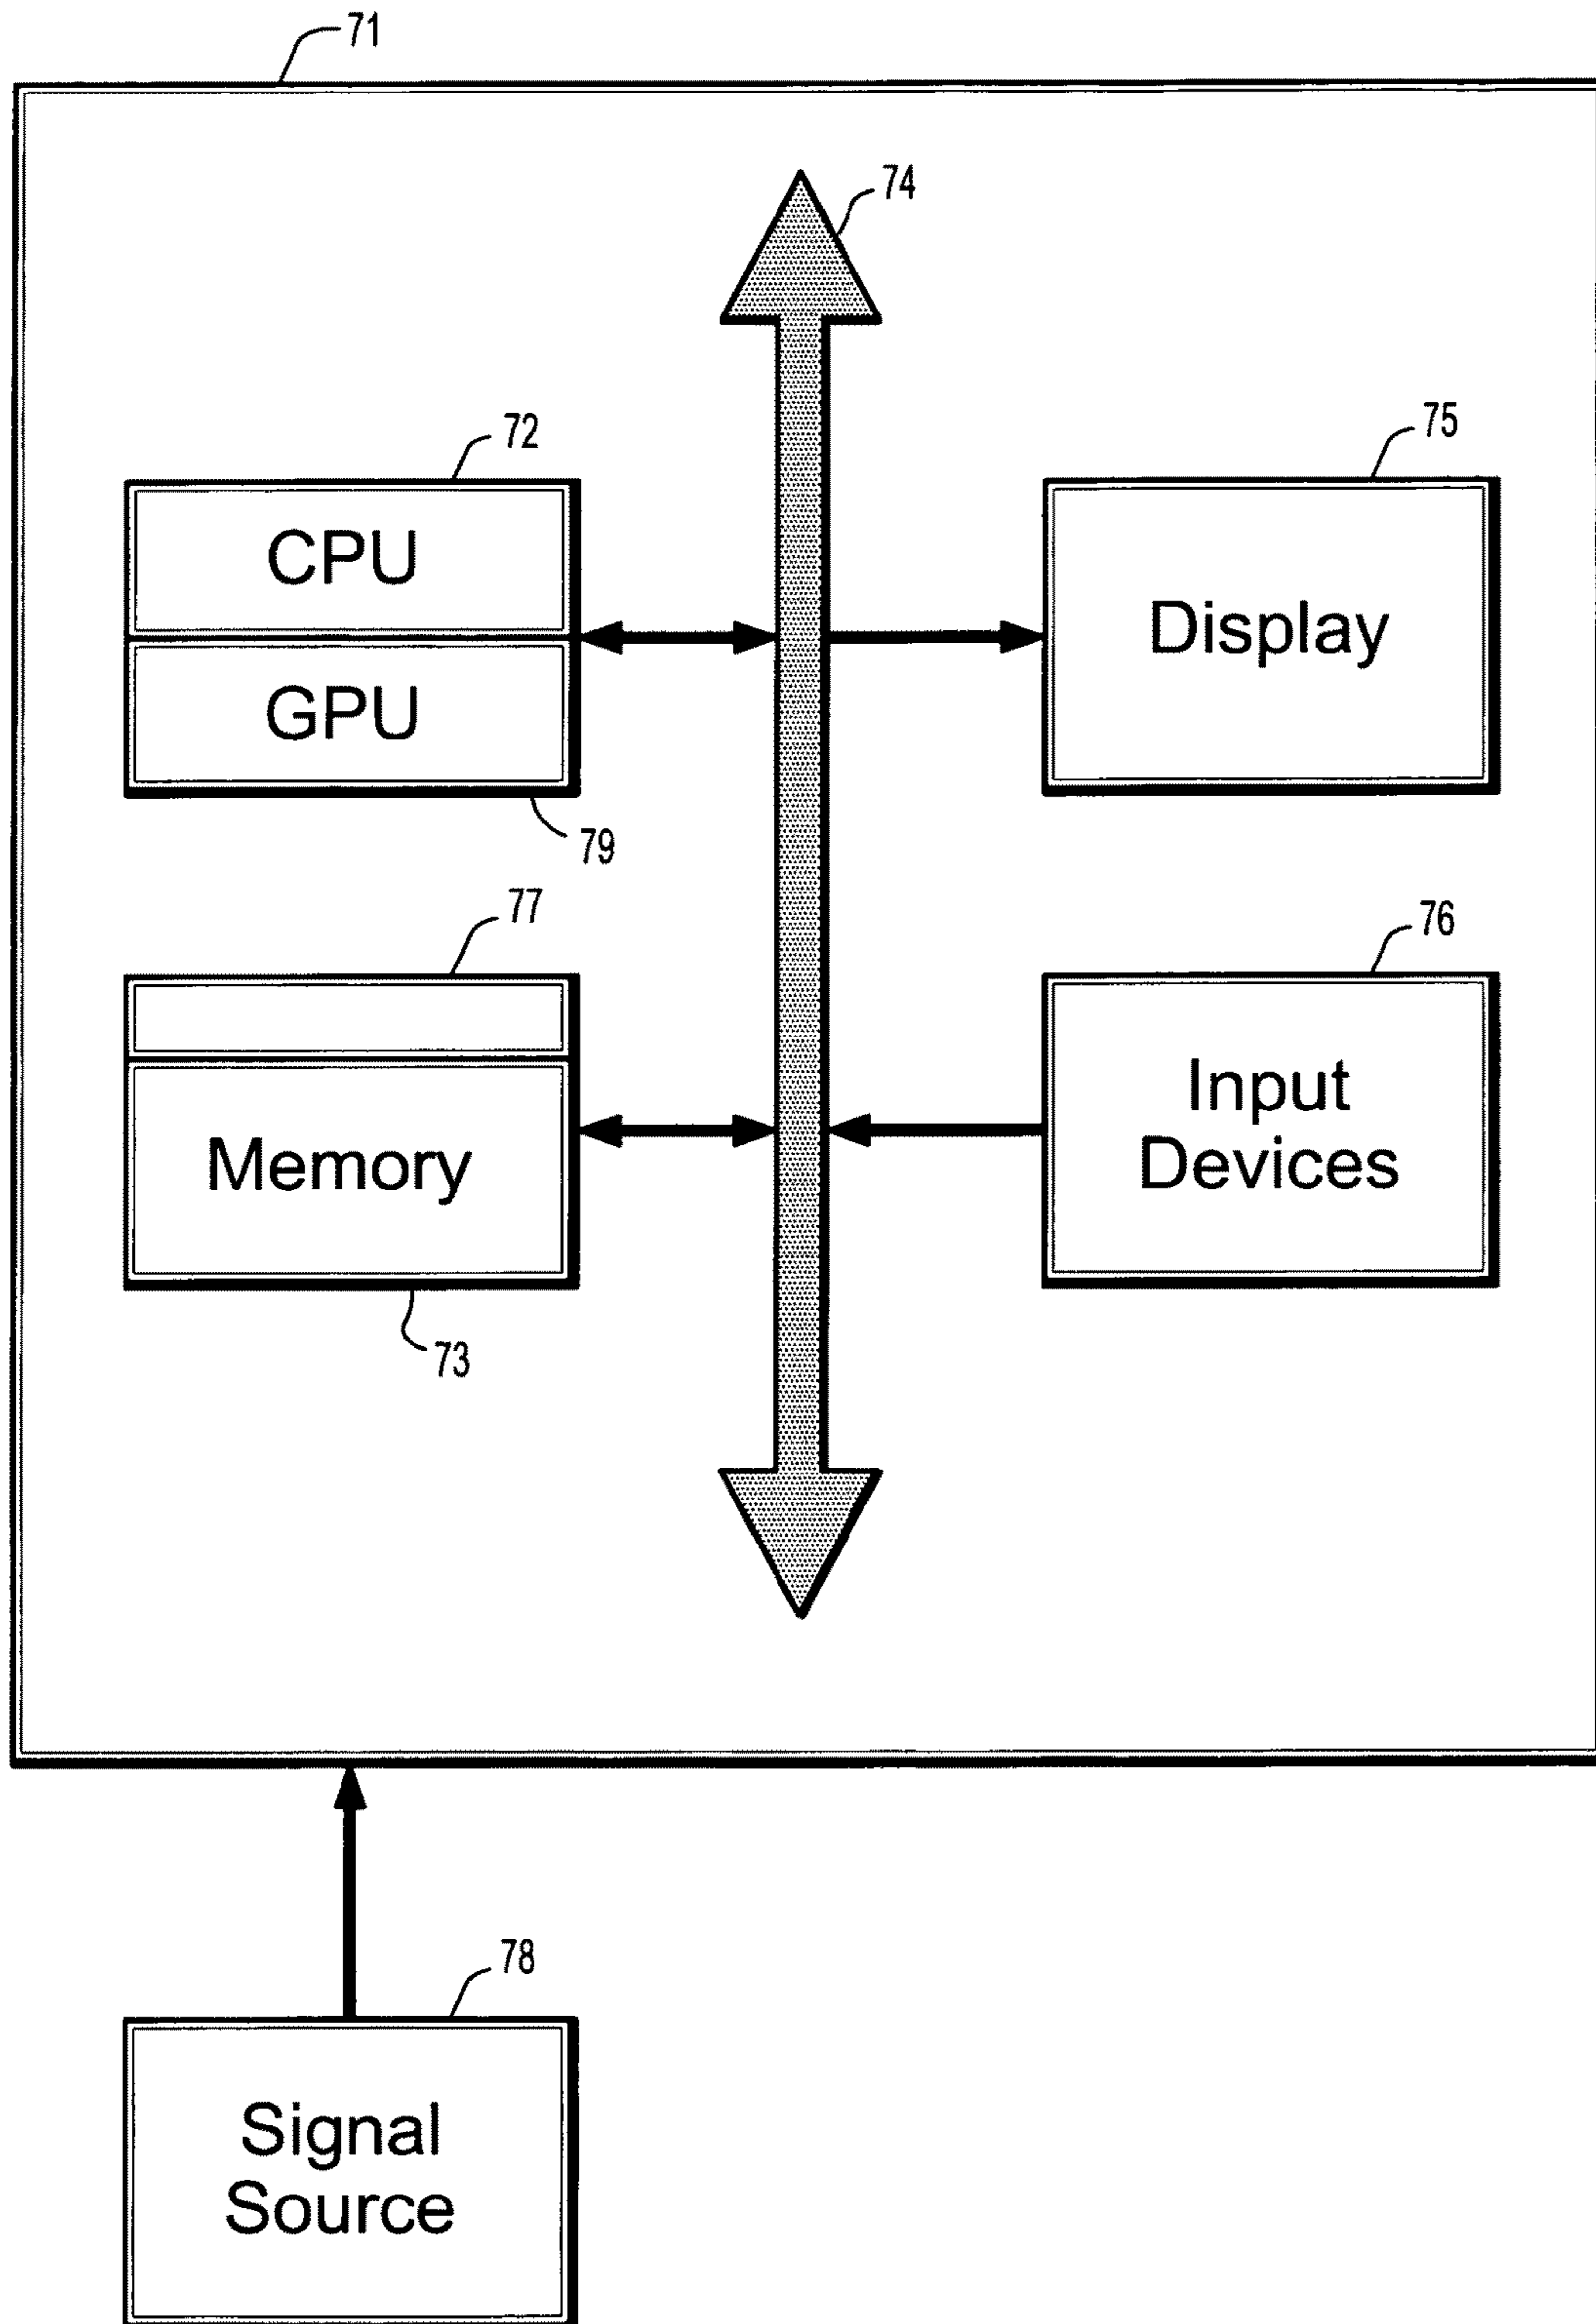 71
74
72
75
CPU
GPU
Display
79
77
76
Memory
Input
Devices
73
78
Signal
Source